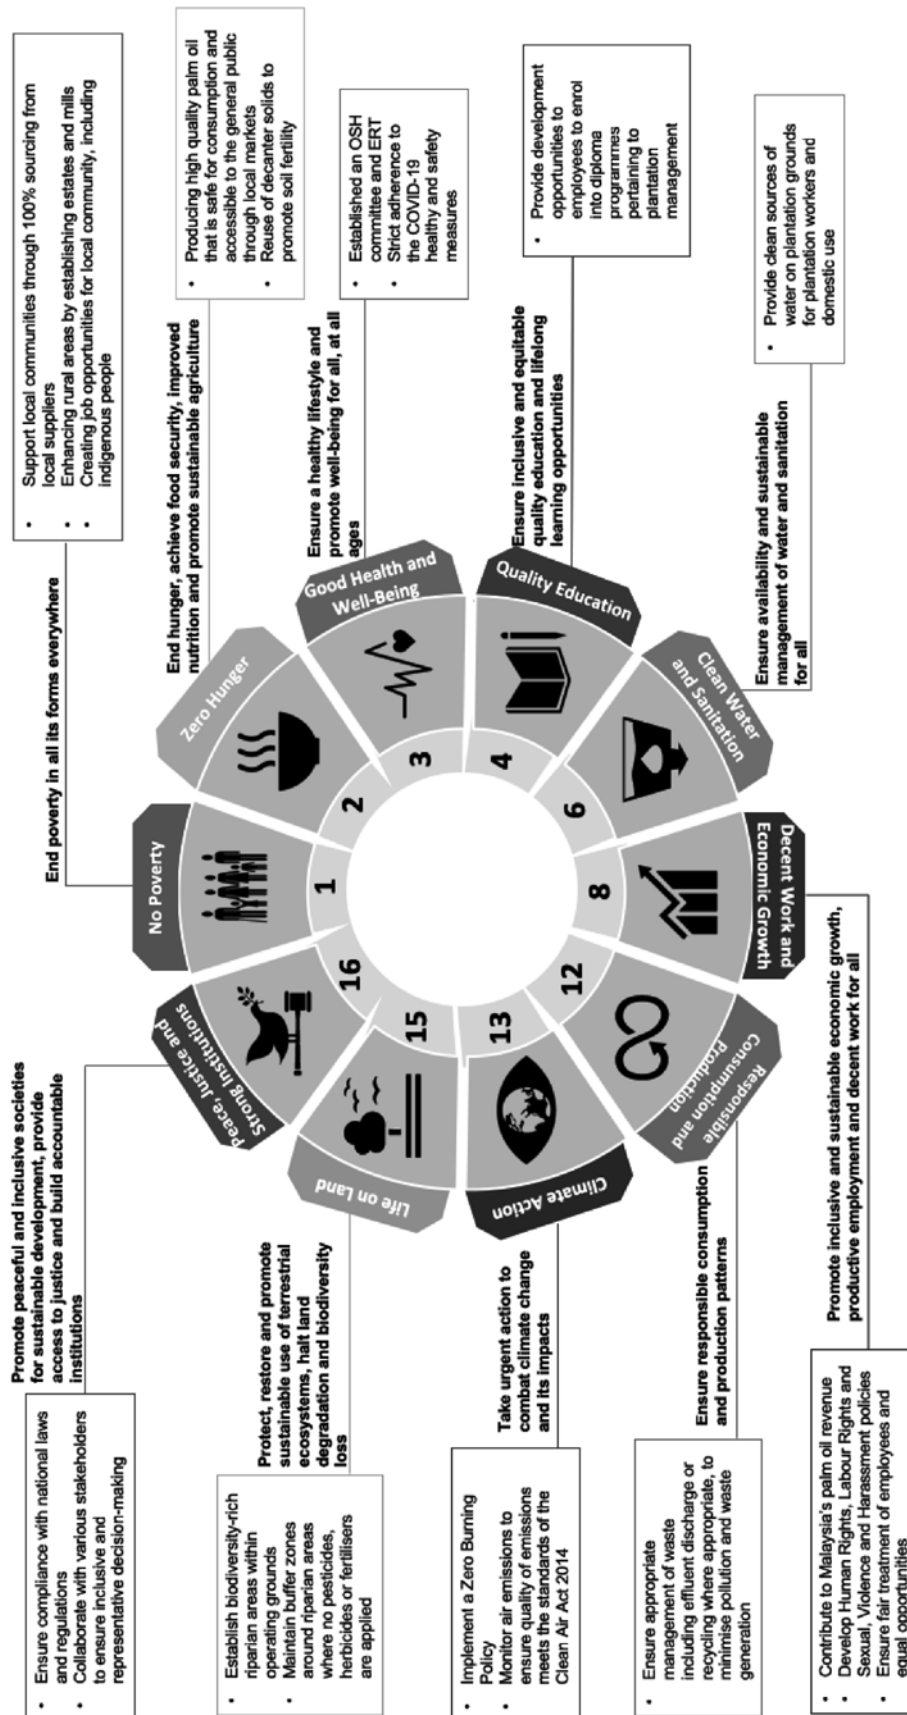 End poverty in all its forms everywhere
• Support local communities through 100% sourcing from
local suppliers
• Enhancing rural areas by establishing estates and mills
• Creating job opportunities for local community, including
indigenous people
No Poverty
1
End hunger, achieve food security, improved
nutrition and promote sustainable agriculture
• Producing high quality palm oil
that is safe for consumption and
accessible to the general public
through local markets
• Reuse of decanter solids to
promote soil fertility
Zero Hunger
2
Ensure a healthy lifestyle and
promote well-being for all, at all
ages
• Established an OSH
committee and ERT
• Strict adherence to
the COVID-19
healthy and safety
measures
Good Health and
Well-Being
3
Ensure inclusive and equitable
quality education and lifelong
learning opportunities
• Provide development
opportunities to
employees to enrol
into diploma
programmes
pertaining to
plantation
management
Quality Education
4
Ensure availability and sustainable
management of water and sanitation
for all
• Provide clean sources of
water on plantation grounds
for plantation workers and
domestic use
Clean Water
and Sanitation
6
Promote inclusive and sustainable economic growth,
productive employment and decent work for all
• Contribute to Malaysia's palm oil revenue
• Develop Human Rights, Labour Rights and
Sexual, Violence and Harassment policies
• Ensure fair treatment of employees and
equal opportunities
Decent Work and
Economic Growth
8
Ensure responsible consumption
and production patterns
• Ensure appropriate
management of waste
including effluent discharge or
recycling where appropriate, to
minimise pollution and waste
generation
Responsible
Consumption and
Production
12
Take urgent action to
combat climate change
and its impacts
• Implement a Zero Burning
Policy
• Monitor air emissions to
ensure quality of emissions
meets the standards of the
Clean Air Act 2014
Climate Action
13
Protect, restore and promote
sustainable use of terrestrial
ecosystems, halt land
degradation and biodiversity
loss
• Establish biodiversity-rich
riparian areas within
operating grounds
• Maintain buffer zones
around riparian areas
where no pesticides,
herbicides or fertilisers
are applied
Life on Land
15
Promote peaceful and inclusive societies
for sustainable development, provide
access to justice and build accountable
institutions
• Ensure compliance with national laws
and regulations
• Collaborate with various stakeholders
to ensure inclusive and
representative decision-making
Peace, Justice and
Strong Institutions
16